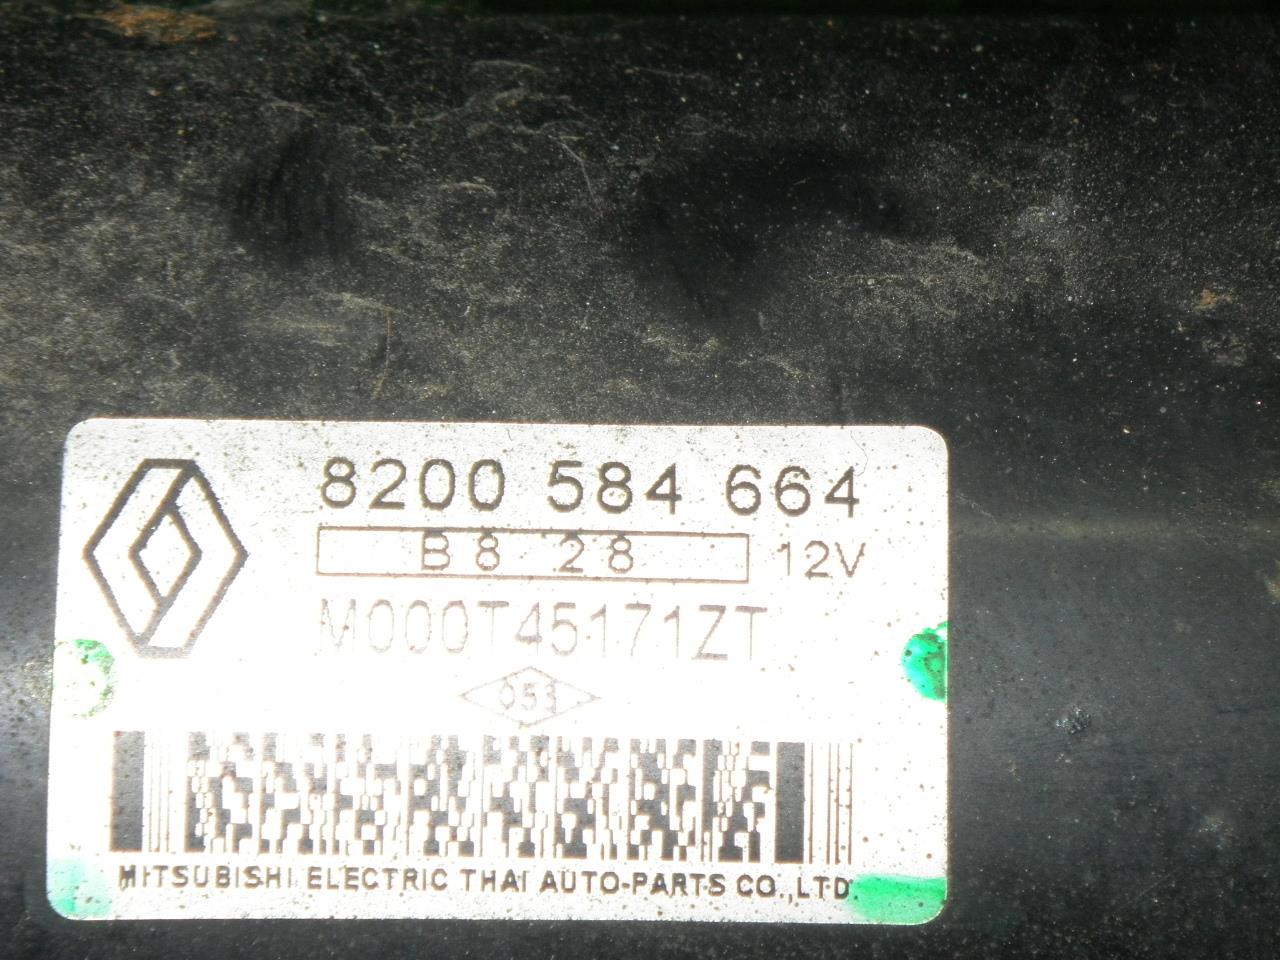 8200 584 664
B8 28 12V
M000T45171ZT
053
MITSUBISHI ELECTRIC THAI AUTO-PARTS CO.,LTD.